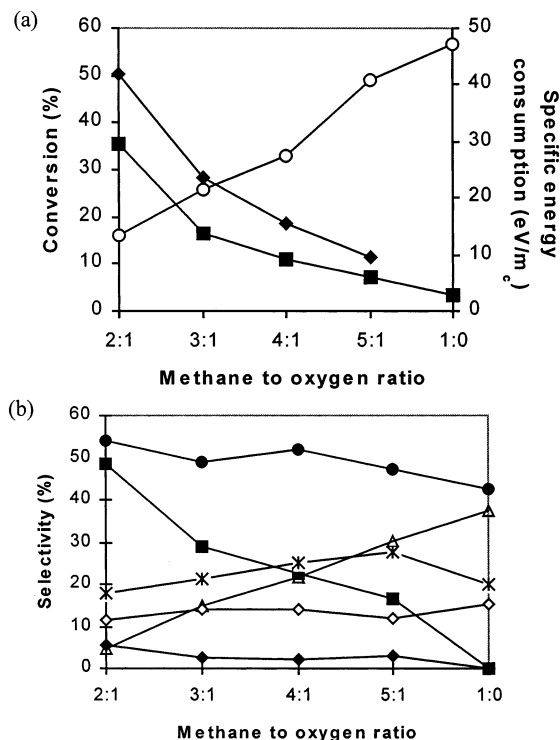 (a)
60
50
40
30
20
10
0
Conversion (%)
50
40
30
20
10
0
Specific energy
consumption (eV/mc)
2:1 3:1 4:1 5:1 1:0
Methane to oxygen ratio
(b)
60
50
40
30
20
10
0
Selectivity (%)
2:1 3:1 4:1 5:1 1:0
Methane to oxygen ratio